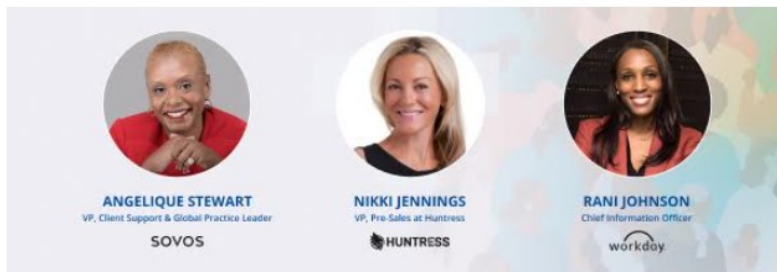 ANGELIQUE STEWART
VP, Client Support & Global Practice Leader
SOVOS
NIKKI JENNINGS
VP, Pre-Sales at Huntress
HUNTRESS
RANI JOHNSON
Chief Information Officer
workday